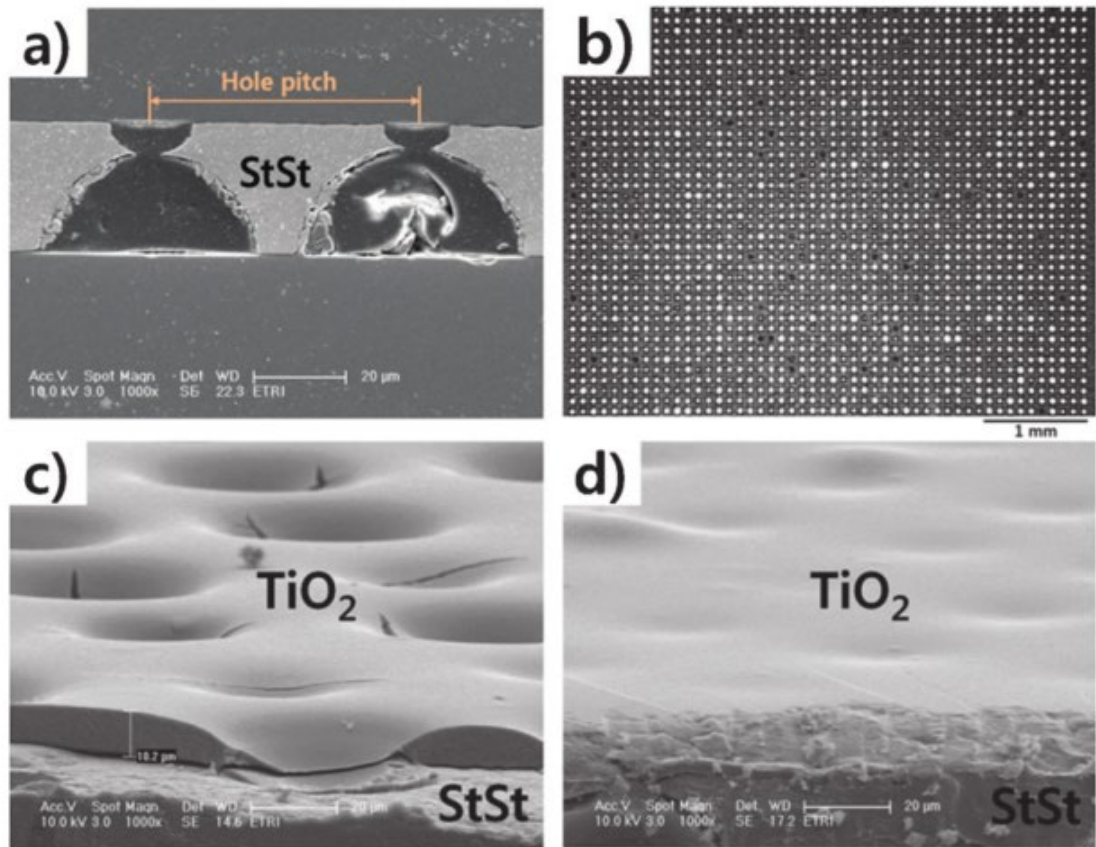 a)
Hole pitch
StSt
Acc.V Spot Magn Det WD 20 μm
10.0 kV 3.0 1000x SE 22.3 ETRI
b)
1 mm
c)
TiO2
10.2 μm
StSt
Acc.V Spot Magn Det WD 20 μm
10.0 kV 3.0 1000x SE 14.6 ETRI
d)
TiO2
StSt
Acc.V Spot Magn Det WD 20 μm
10.0 kV 3.0 1000x SE 17.2 ETRI